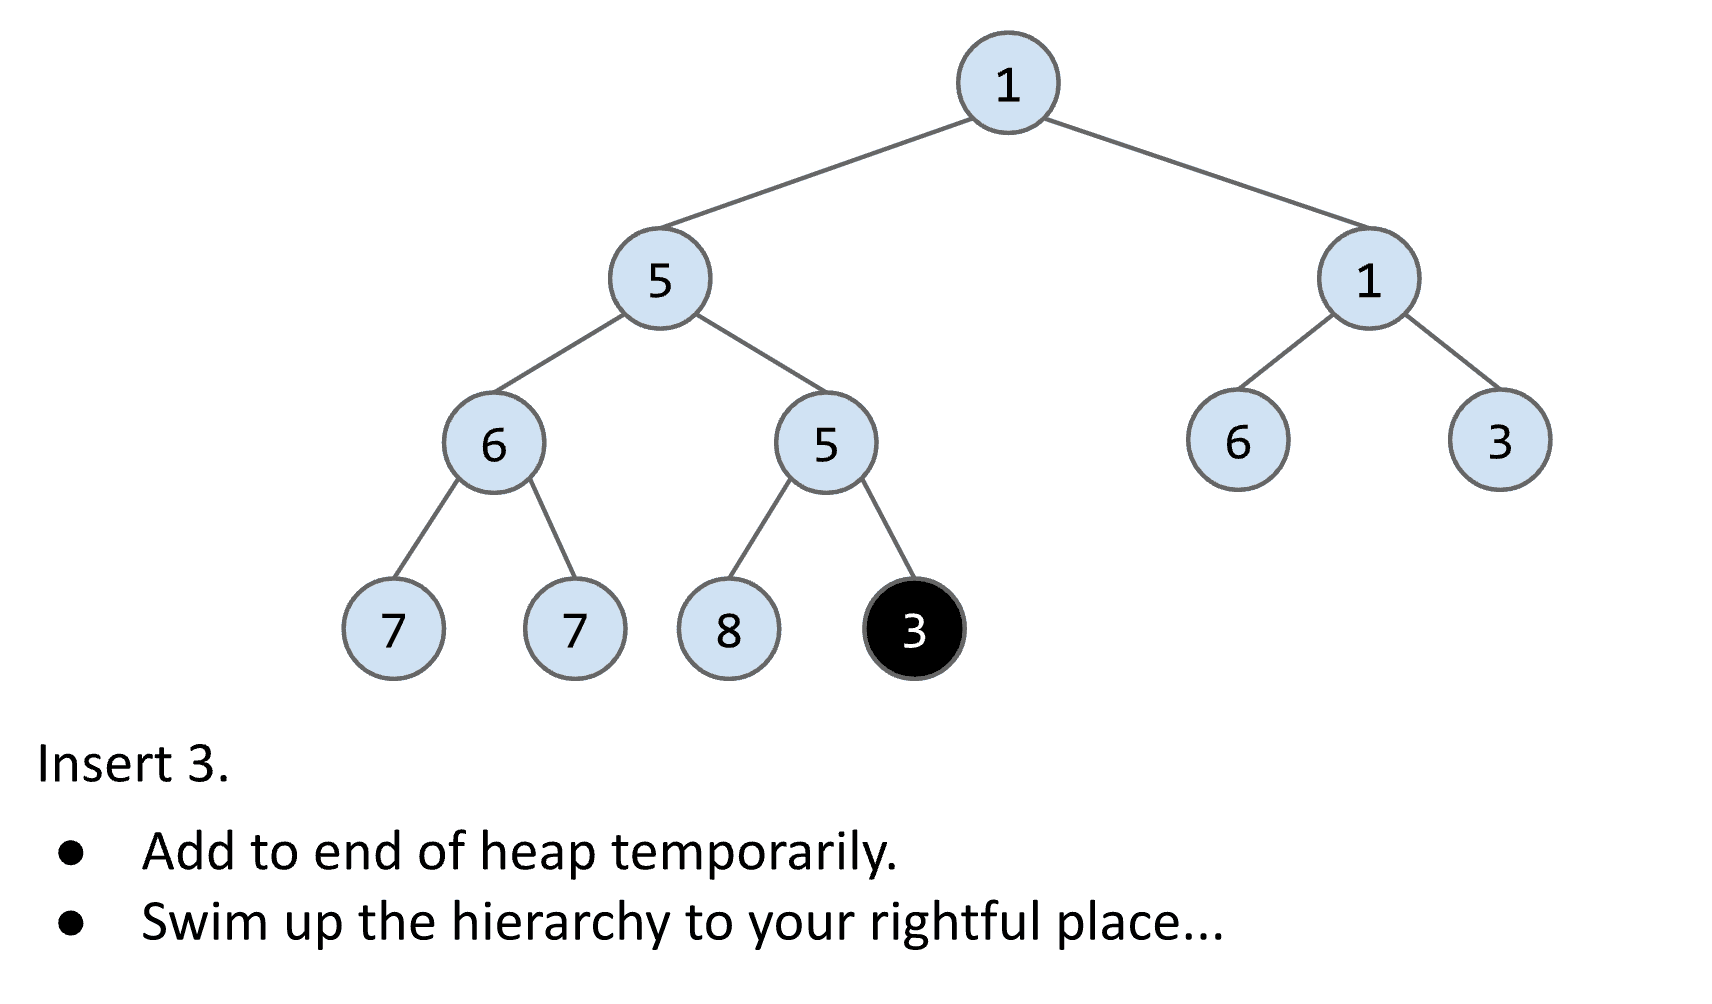 1
5 1
6 5 6 3
7 7 8 3
Insert 3.
● Add to end of heap temporarily.
● Swim up the hierarchy to your rightful place...